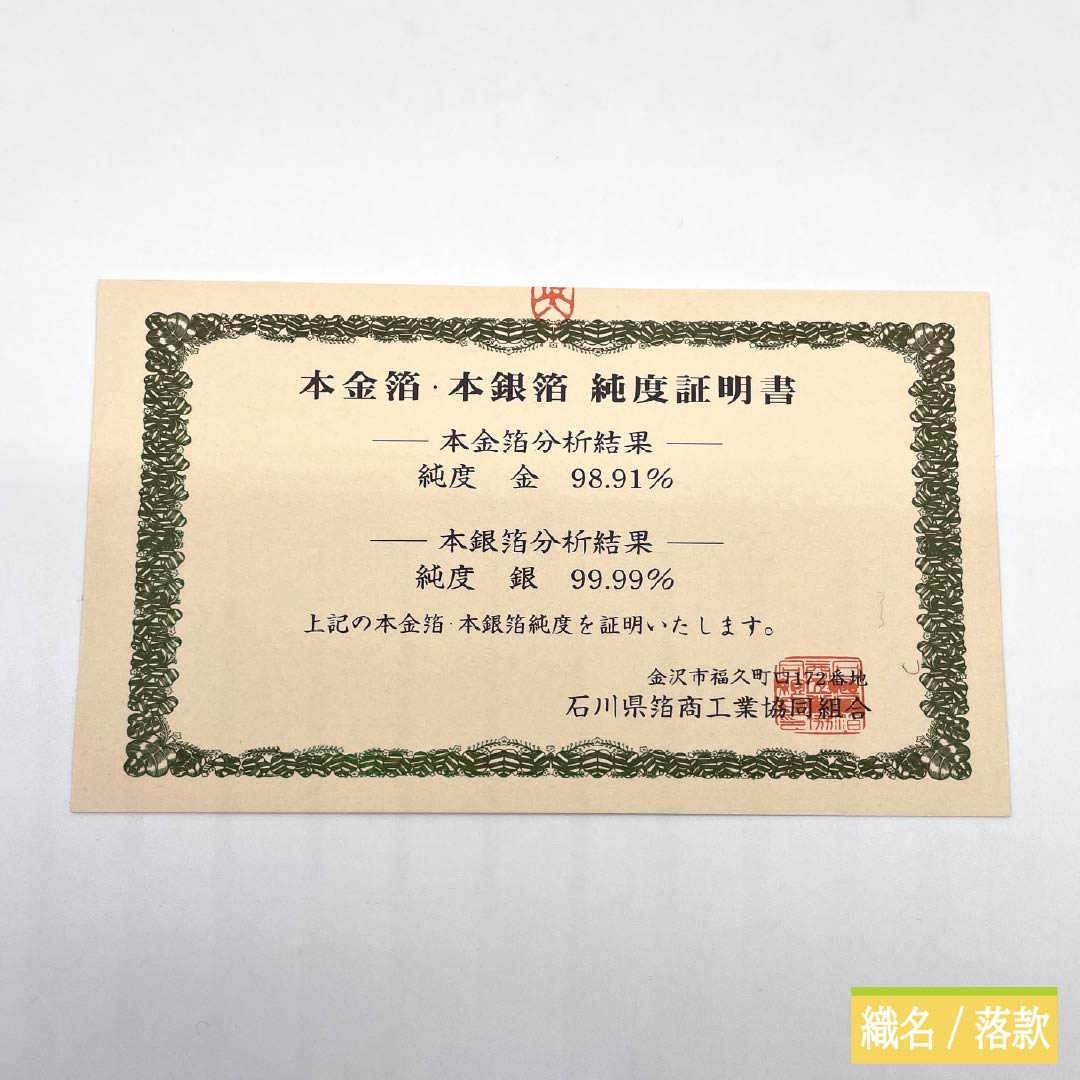 本金箔・本銀箔 純度証明書
── 本金箔分析結果 ──
純度 金 98.91%
── 本銀箔分析結果 ──
純度 銀 99.99%
上記の本金箔・本銀箔純度を証明いたします。
金沢市福久町ロ172番地
石川県箔商工業協同組合
織名 / 落款